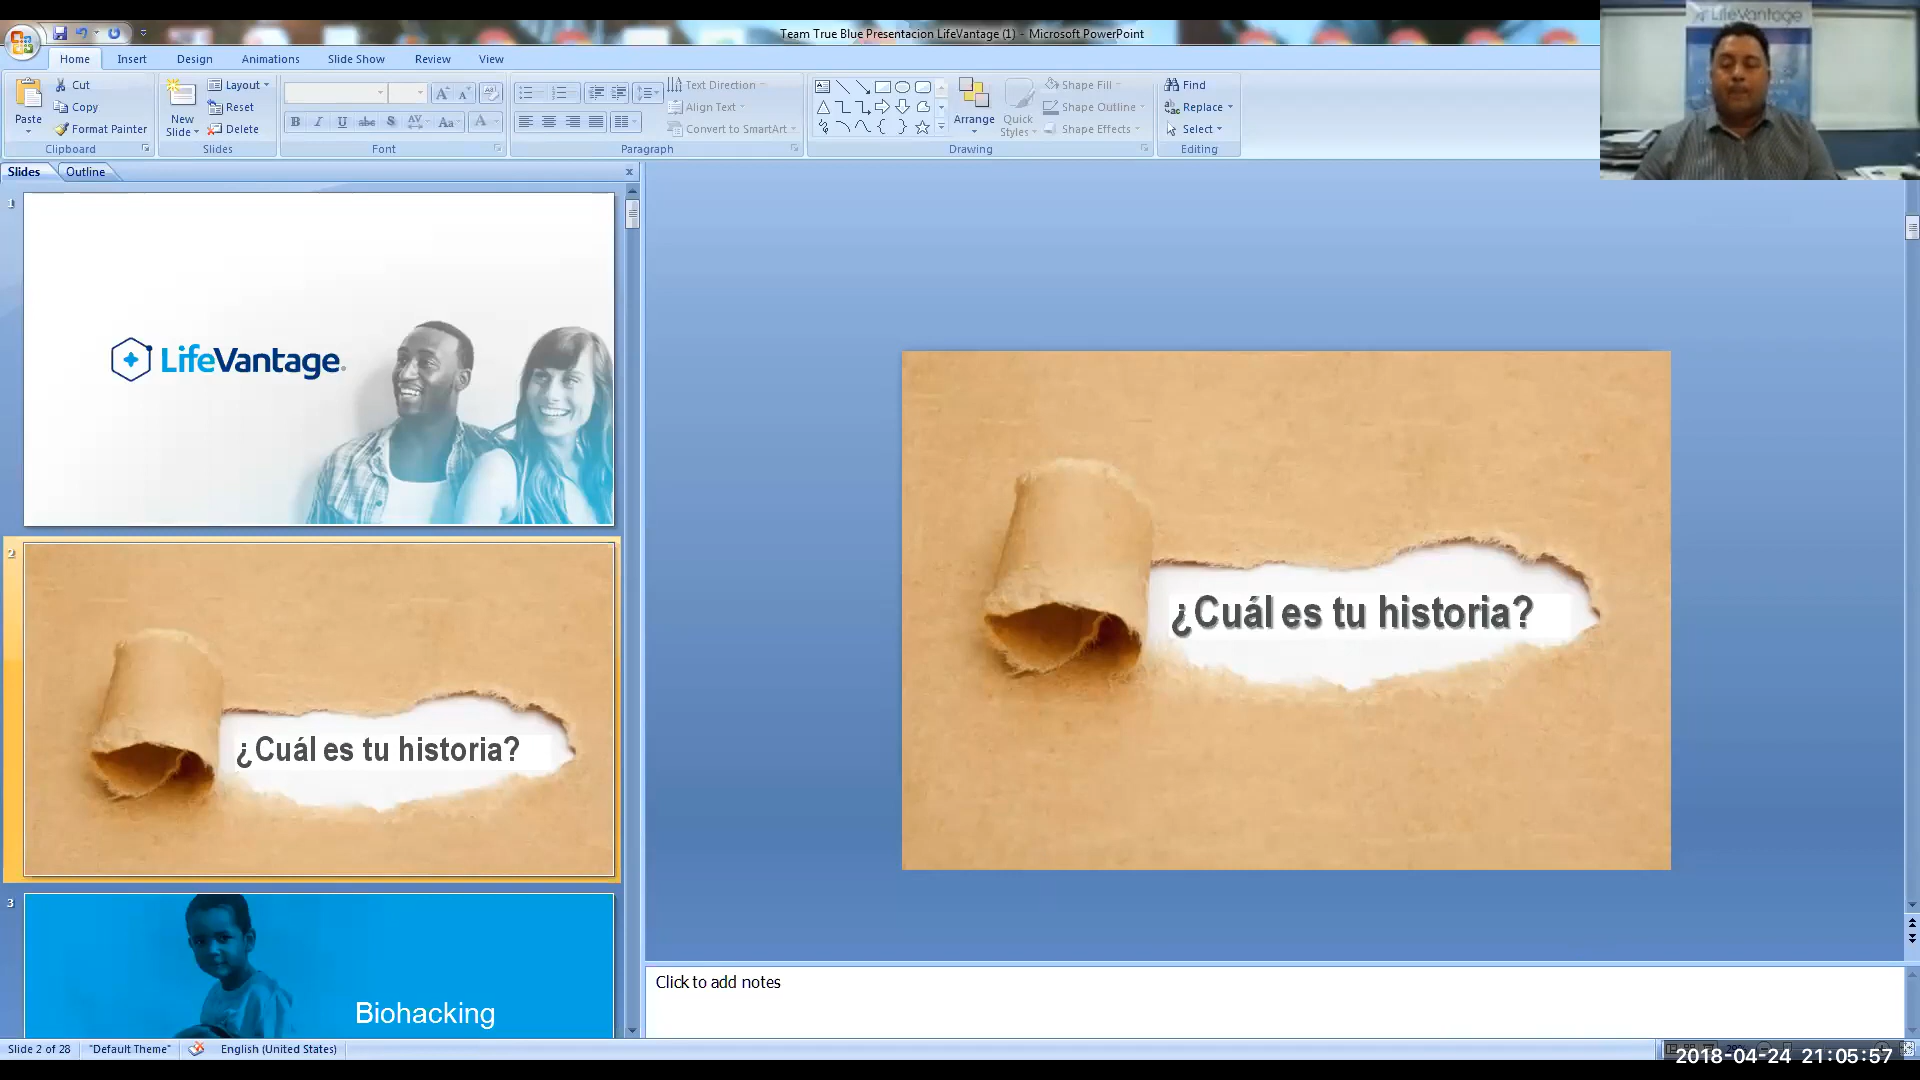 Team True Blue Presentacion LifeVantage (1) - Microsoft PowerPoint
Home Insert Design Slide Show Animations Review View
Cut
Copy
Format Painter
Paste
Clipboard
New Slide
Layout
Reset
Delete
Slides
B I U abc S AV Aa A
Font
Text Direction
Align Text
Convert to SmartArt
Paragraph
Arrange
Quick Styles
Shape Fill
Shape Outline
Shape Effects
Drawing
Find
Replace
Select
Editing
LifeVantage
Slides Outline
1
LifeVantage
2
¿Cuál es tu historia?
3
Biohacking
¿Cuál es tu historia?
Click to add notes
Slide 2 of 28 "Default Theme" English (United States)
2018-04-24 21:05:57